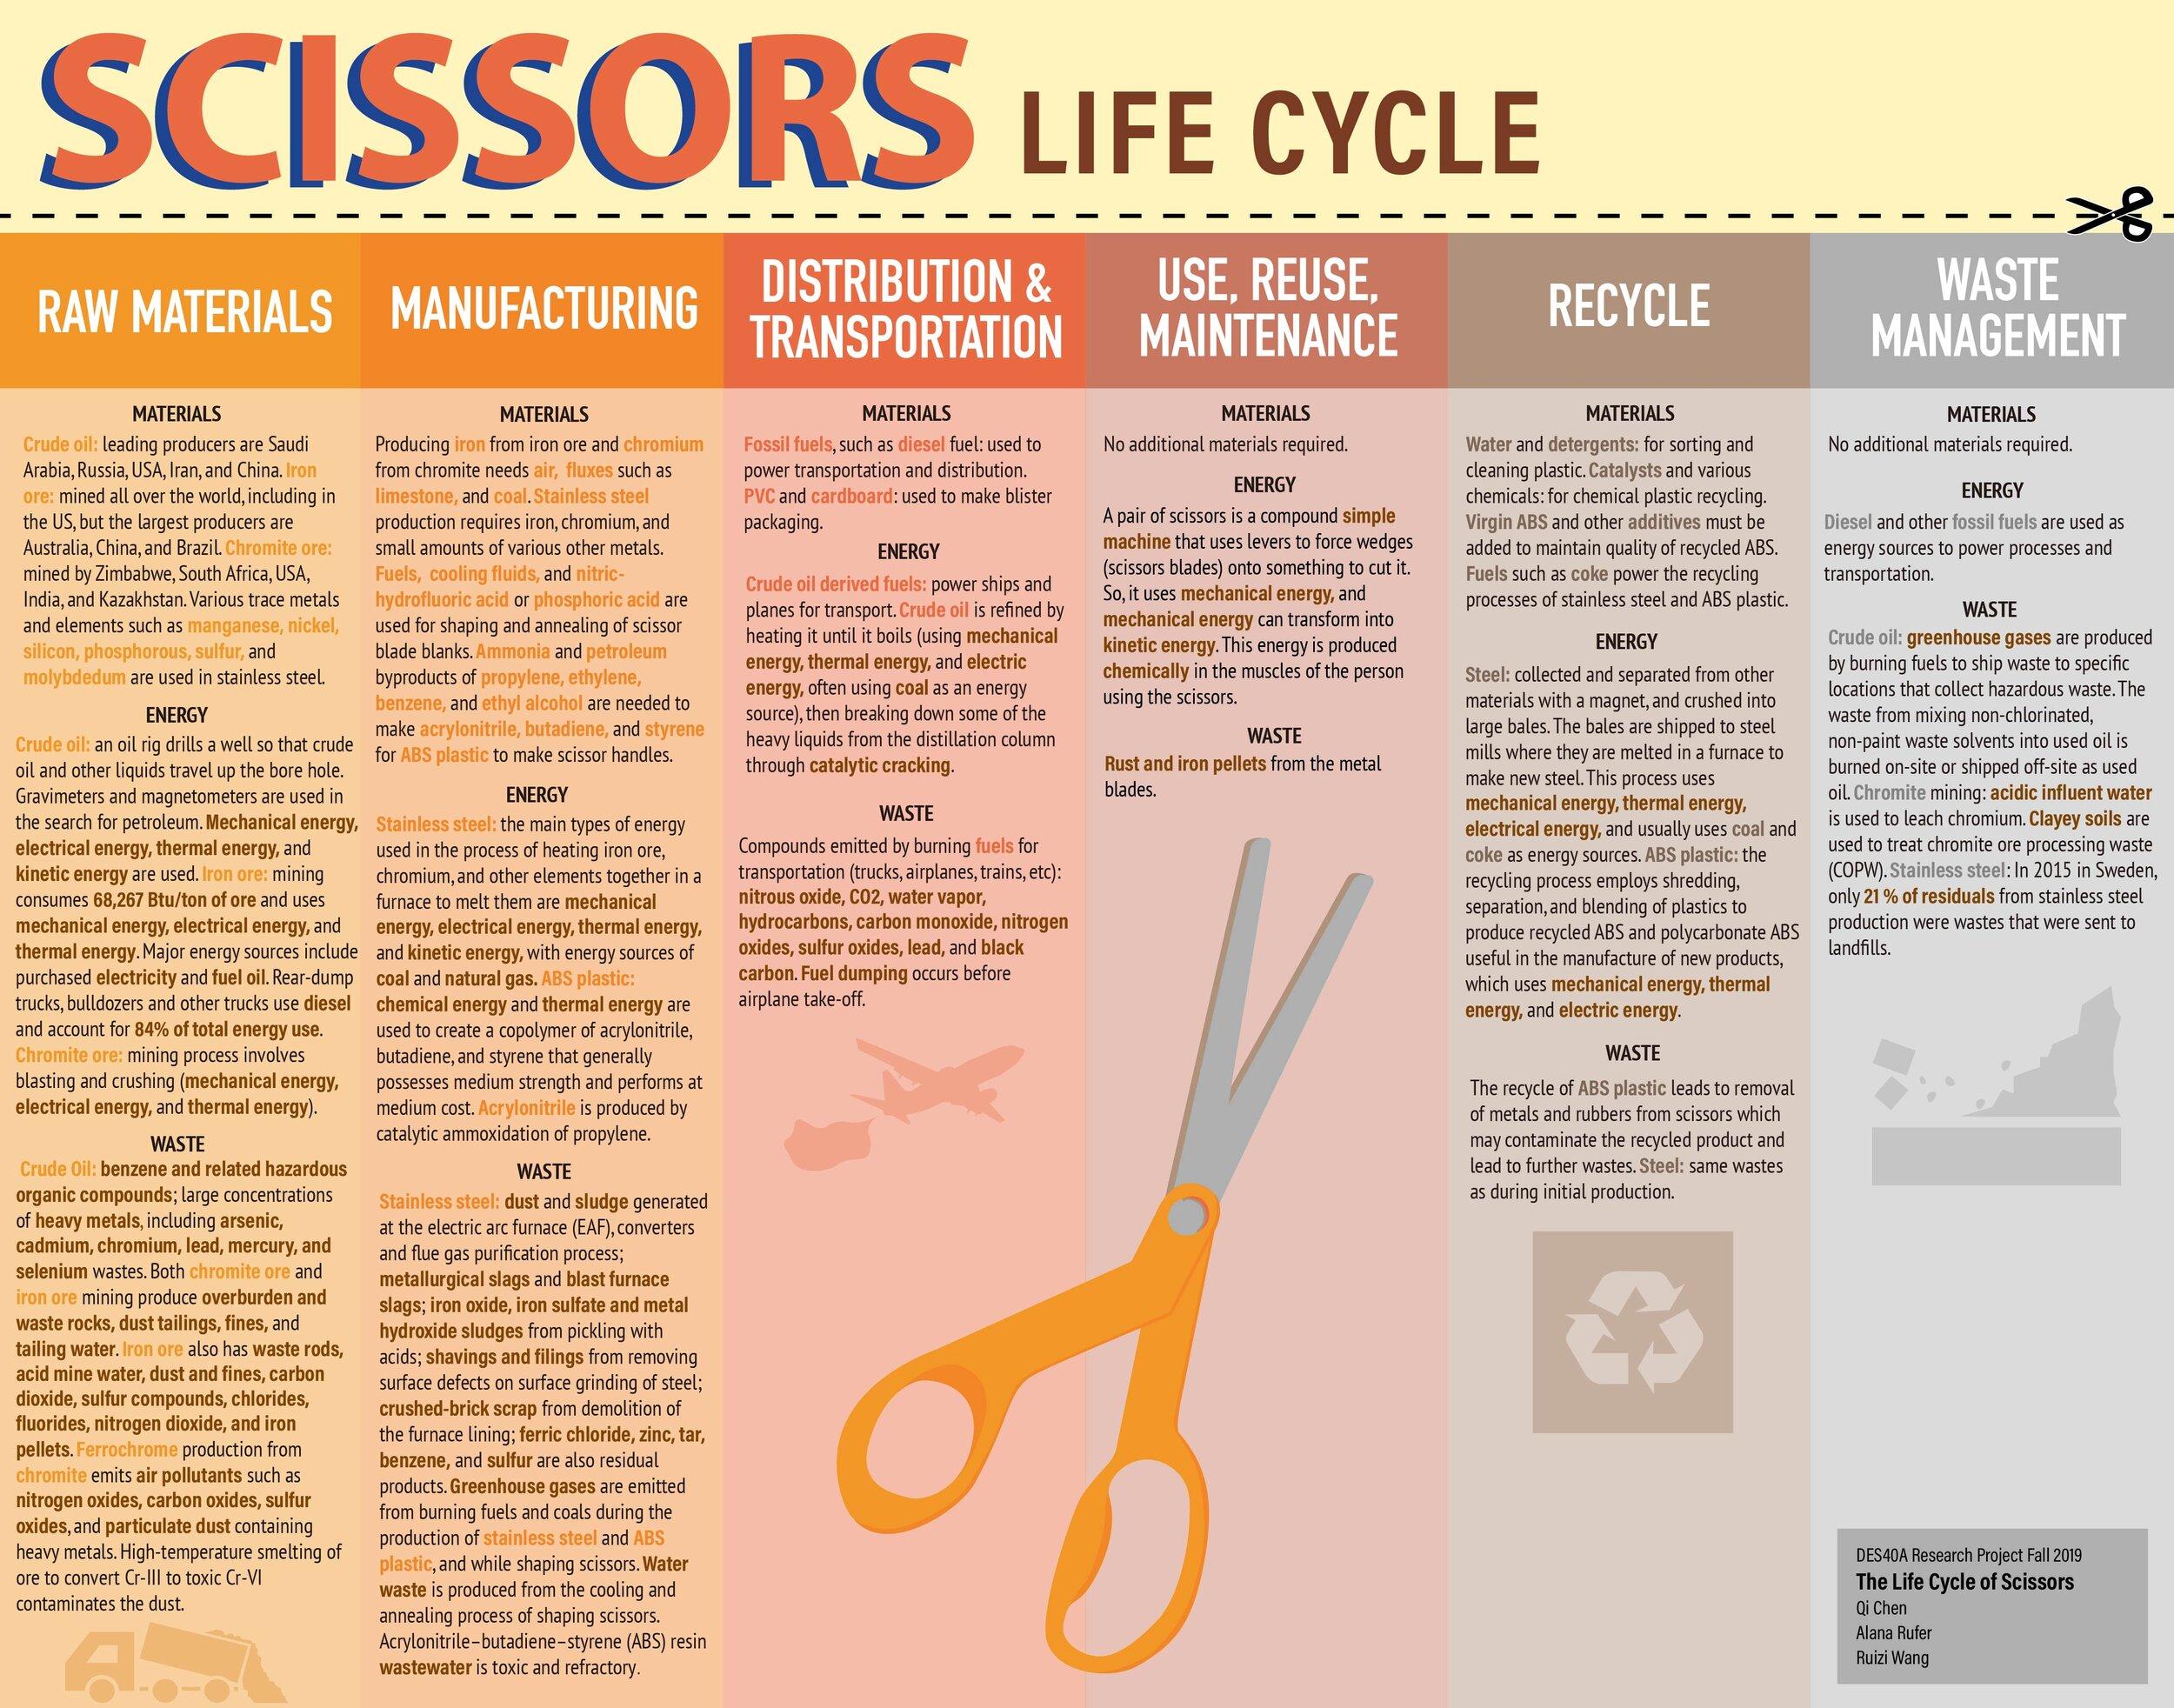 SCISSORS LIFE CYCLE
RAW MATERIALS
MATERIALS
Crude oil: leading producers are Saudi
Arabia, Russia, USA, Iran, and China. Iron
ore: mined all over the world, including in
the US, but the largest producers are
Australia, China, and Brazil. Chromite ore:
mined by Zimbabwe, South Africa, USA,
India, and Kazakhstan. Various trace metals
and elements such as manganese, nickel,
silicon, phosphorous, sulfur, and
molybdedum are used in stainless steel.
ENERGY
Crude oil: an oil rig drills a well so that crude
oil and other liquids travel up the bore hole.
Gravimeters and magnetometers are used in
the search for petroleum. Mechanical energy,
electrical energy, thermal energy, and
kinetic energy are used. Iron ore: mining
consumes 68,267 Btu/ton of ore and uses
mechanical energy, electrical energy, and
thermal energy. Major energy sources include
purchased electricity and fuel oil. Rear-dump
trucks, bulldozers and other trucks use diesel
and account for 84% of total energy use.
Chromite ore: mining process involves
blasting and crushing (mechanical energy,
electrical energy, and thermal energy).
WASTE
Crude Oil: benzene and related hazardous
organic compounds; large concentrations
of heavy metals, including arsenic,
cadmium, chromium, lead, mercury, and
selenium wastes. Both chromite ore and
iron ore mining produce overburden and
waste rocks, dust tailings, fines, and
tailing water. Iron ore also has waste rods,
acid mine water, dust and fines, carbon
dioxide, sulfur compounds, chlorides,
fluorides, nitrogen dioxide, and iron
pellets. Ferrochrome production from
chromite emits air pollutants such as
nitrogen oxides, carbon oxides, sulfur
oxides, and particulate dust containing
heavy metals. High-temperature smelting of
ore to convert Cr-III to toxic Cr-VI
contaminates the dust.
MANUFACTURING
MATERIALS
Producing iron from iron ore and chromium
from chromite needs air, fluxes such as
limestone, and coal. Stainless steel
production requires iron, chromium, and
small amounts of various other metals.
Fuels, cooling fluids, and nitric-
hydrofluoric acid or phosphoric acid are
used for shaping and annealing of scissor
blade blanks. Ammonia and petroleum
byproducts of propylene, ethylene,
benzene, and ethyl alcohol are needed to
make acrylonitrile, butadiene, and styrene
for ABS plastic to make scissor handles.
ENERGY
Stainless steel: the main types of energy
used in the process of heating iron ore,
chromium, and other elements together in a
furnace to melt them are mechanical
energy, electrical energy, thermal energy,
and kinetic energy, with energy sources of
coal and natural gas. ABS plastic:
chemical energy and thermal energy are
used to create a copolymer of acrylonitrile,
butadiene, and styrene that generally
possesses medium strength and performs at
medium cost. Acrylonitrile is produced by
catalytic ammoxidation of propylene.
WASTE
Stainless steel: dust and sludge generated
at the electric arc furnace (EAF), converters
and flue gas purification process;
metallurgical slags and blast furnace
slags; iron oxide, iron sulfate and metal
hydroxide sludges from pickling with
acids; shavings and filings from removing
surface defects on surface grinding of steel;
crushed-brick scrap from demolition of
the furnace lining; ferric chloride, zinc, tar,
benzene, and sulfur are also residual
products. Greenhouse gases are emitted
from burning fuels and coals during the
production of stainless steel and ABS
plastic, and while shaping scissors. Water
waste is produced from the cooling and
annealing process of shaping scissors.
Acrylonitrile–butadiene–styrene (ABS) resin
wastewater is toxic and refractory.
DISTRIBUTION &
TRANSPORTATION
MATERIALS
Fossil fuels, such as diesel fuel: used to
power transportation and distribution.
PVC and cardboard: used to make blister
packaging.
ENERGY
Crude oil derived fuels: power ships and
planes for transport. Crude oil is refined by
heating it until it boils (using mechanical
energy, thermal energy, and electric
energy, often using coal as an energy
source), then breaking down some of the
heavy liquids from the distillation column
through catalytic cracking.
WASTE
Compounds emitted by burning fuels for
transportation (trucks, airplanes, trains, etc):
nitrous oxide, CO2, water vapor,
hydrocarbons, carbon monoxide, nitrogen
oxides, sulfur oxides, lead, and black
carbon. Fuel dumping occurs before
airplane take-off.
USE, REUSE,
MAINTENANCE
MATERIALS
No additional materials required.
ENERGY
A pair of scissors is a compound simple
machine that uses levers to force wedges
(scissors blades) onto something to cut it.
So, it uses mechanical energy, and
mechanical energy can transform into
kinetic energy. This energy is produced
chemically in the muscles of the person
using the scissors.
WASTE
Rust and iron pellets from the metal
blades.
RECYCLE
MATERIALS
Water and detergents: for sorting and
cleaning plastic. Catalysts and various
chemicals: for chemical plastic recycling.
Virgin ABS and other additives must be
added to maintain quality of recycled ABS.
Fuels such as coke power the recycling
processes of stainless steel and ABS plastic.
ENERGY
Steel: collected and separated from other
materials with a magnet, and crushed into
large bales. The bales are shipped to steel
mills where they are melted in a furnace to
make new steel. This process uses
mechanical energy, thermal energy,
electrical energy, and usually uses coal and
coke as energy sources. ABS plastic: the
recycling process employs shredding,
separation, and blending of plastics to
produce recycled ABS and polycarbonate ABS
useful in the manufacture of new products,
which uses mechanical energy, thermal
energy, and electric energy.
WASTE
The recycle of ABS plastic leads to removal
of metals and rubbers from scissors which
may contaminate the recycled product and
lead to further wastes. Steel: same wastes
as during initial production.
WASTE
MANAGEMENT
MATERIALS
No additional materials required.
ENERGY
Diesel and other fossil fuels are used as
energy sources to power processes and
transportation.
WASTE
Crude oil: greenhouse gases are produced
by burning fuels to ship waste to specific
locations that collect hazardous waste. The
waste from mixing non-chlorinated,
non-paint waste solvents into used oil is
burned on-site or shipped off-site as used
oil. Chromite mining: acidic influent water
is used to leach chromium. Clayey soils are
used to treat chromite ore processing waste
(COPW). Stainless steel: In 2015 in Sweden,
only 21 % of residuals from stainless steel
production were wastes that were sent to
landfills.
DES40A Research Project Fall 2019
The Life Cycle of Scissors
Qi Chen
Alana Rufer
Ruizi Wang